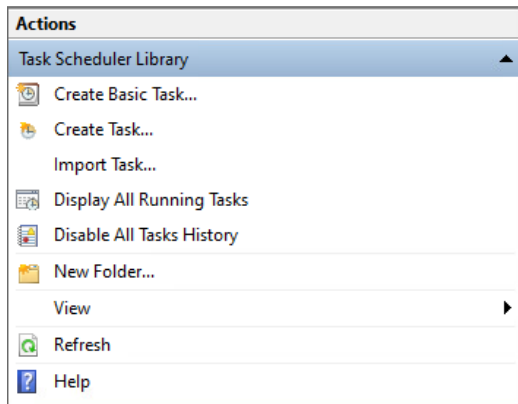 Actions
Task Scheduler Library
Create Basic Task...
Create Task...
Import Task...
Display All Running Tasks
Disable All Tasks History
New Folder...
View
Refresh
Help